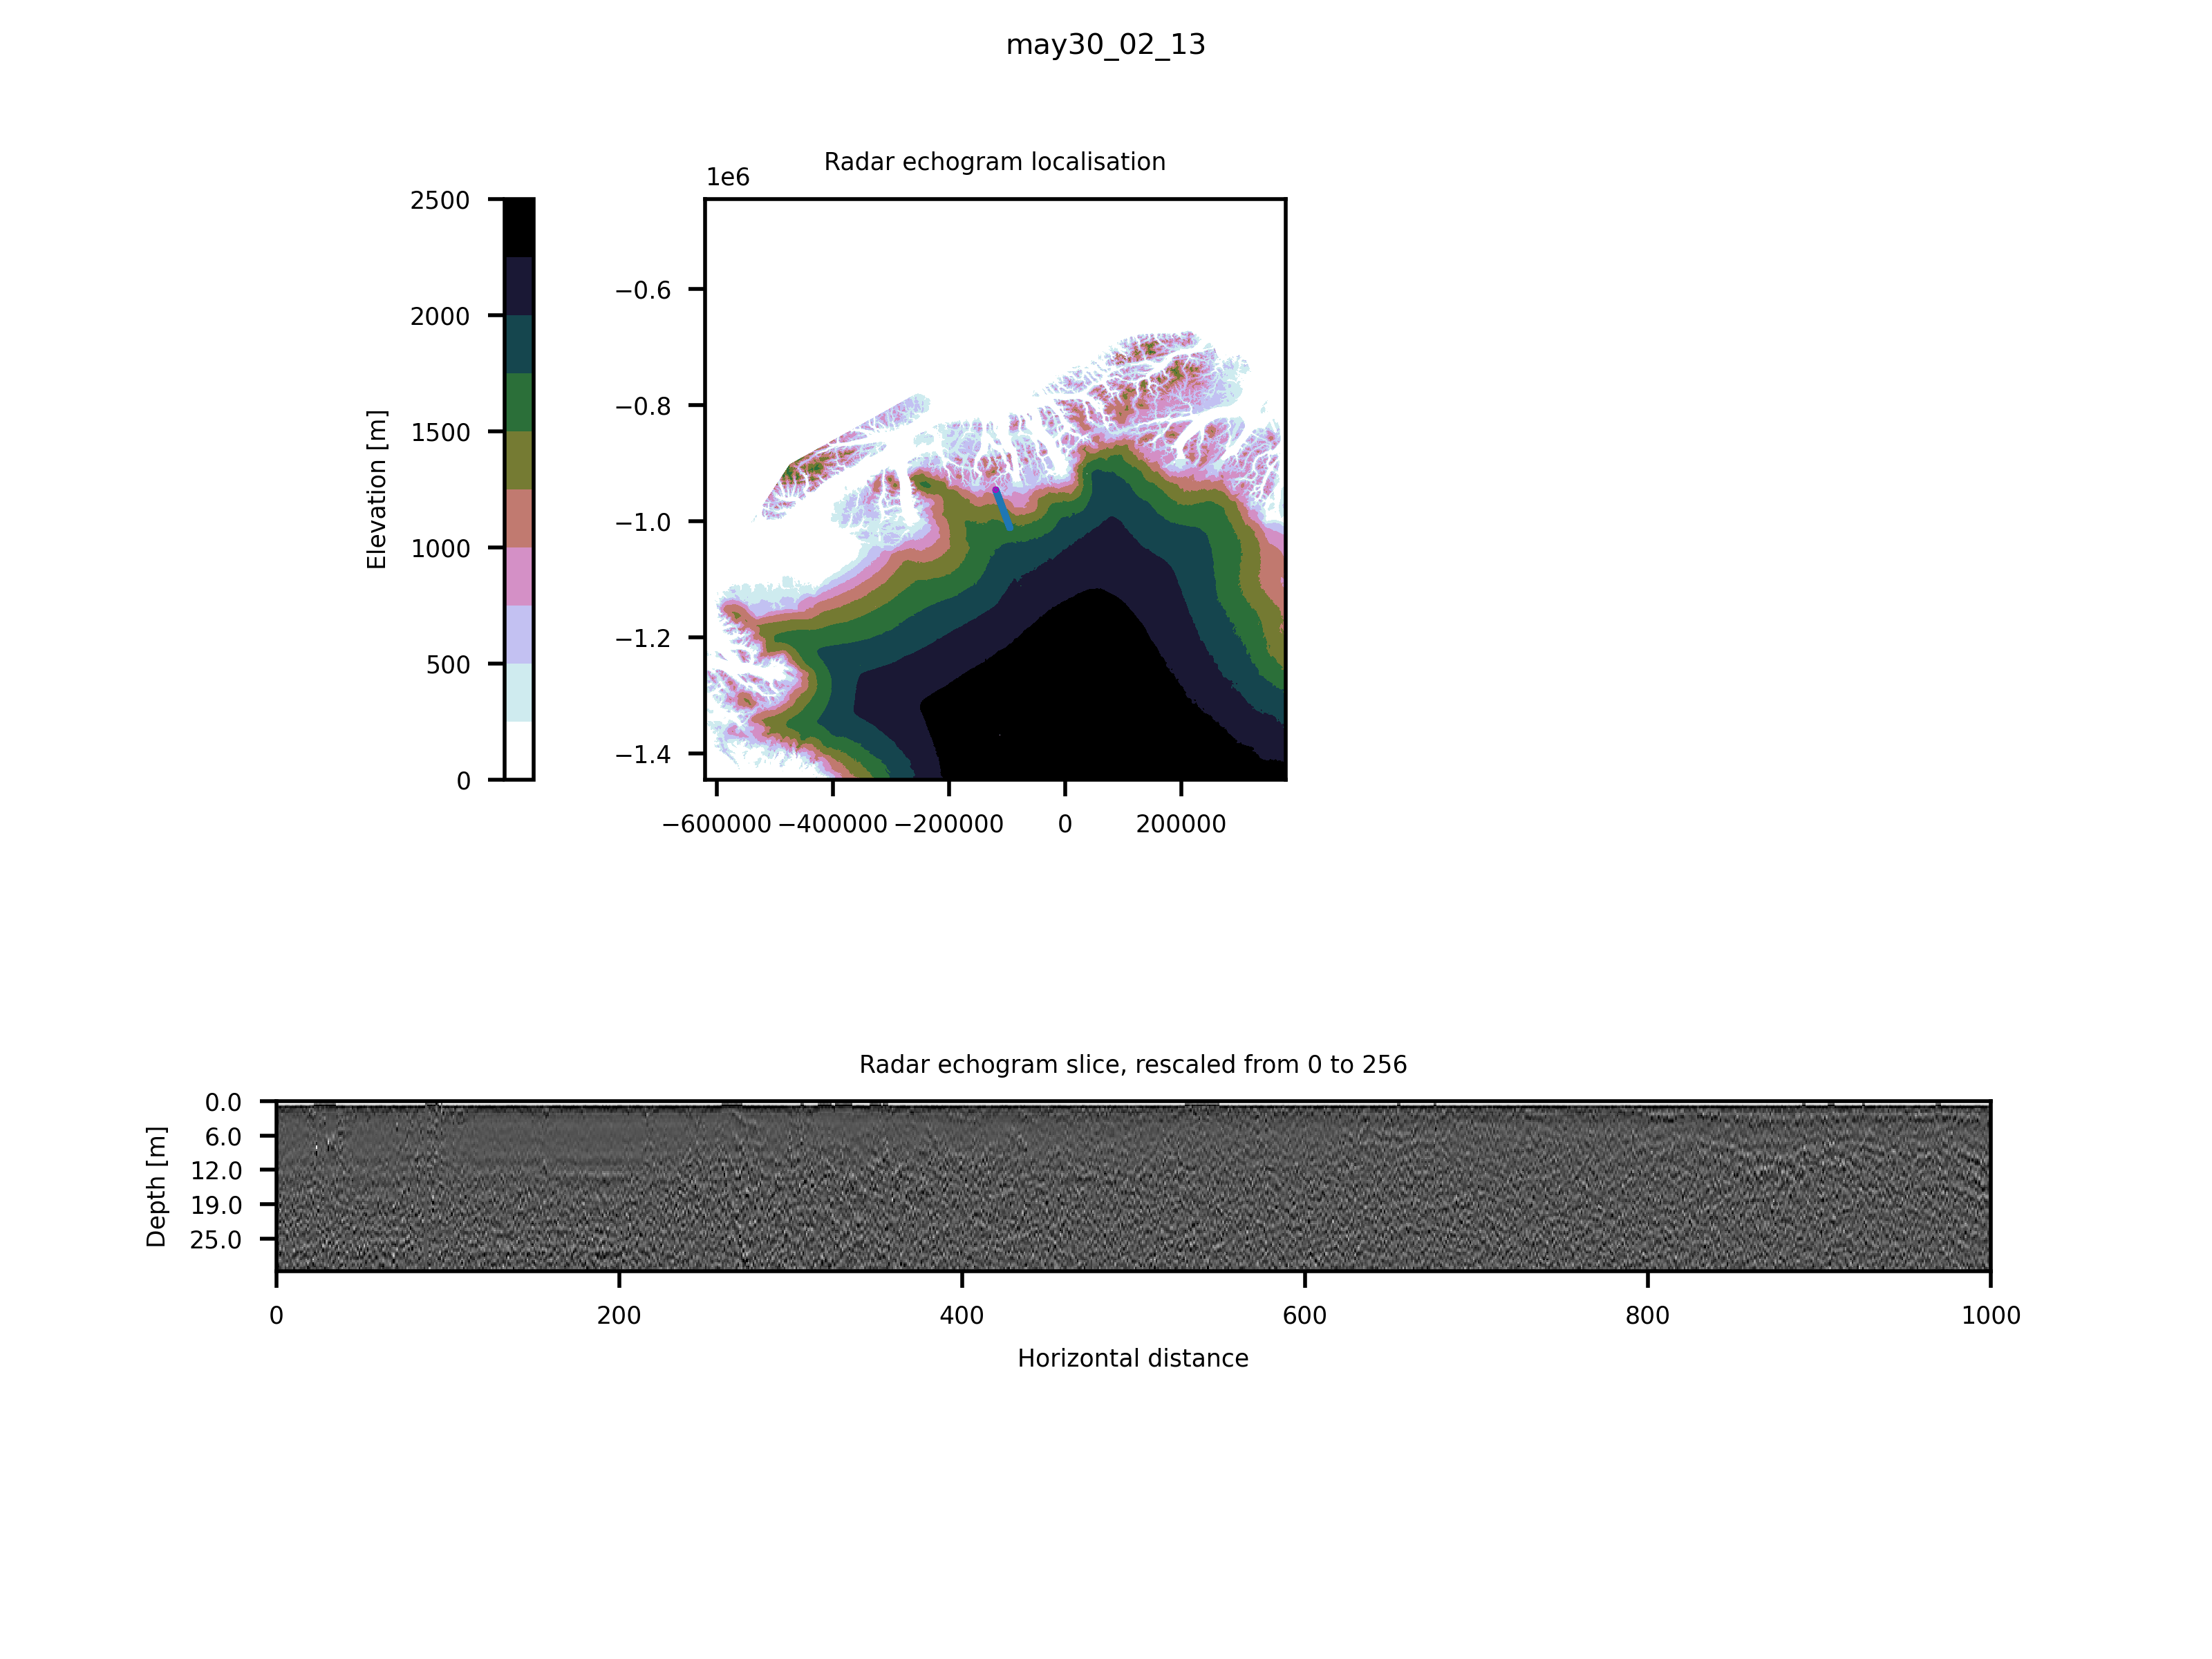 may30_02_13
Radar echogram localisation
1e6
2500
2000
1500
1000
500
0
Elevation [m]
−0.6
−0.8
−1.0
−1.2
−1.4
−600000 −400000 −200000 0 200000
Radar echogram slice, rescaled from 0 to 256
0.0
6.0
12.0
19.0
25.0
Depth [m]
0 200 400 600 800 1000
Horizontal distance